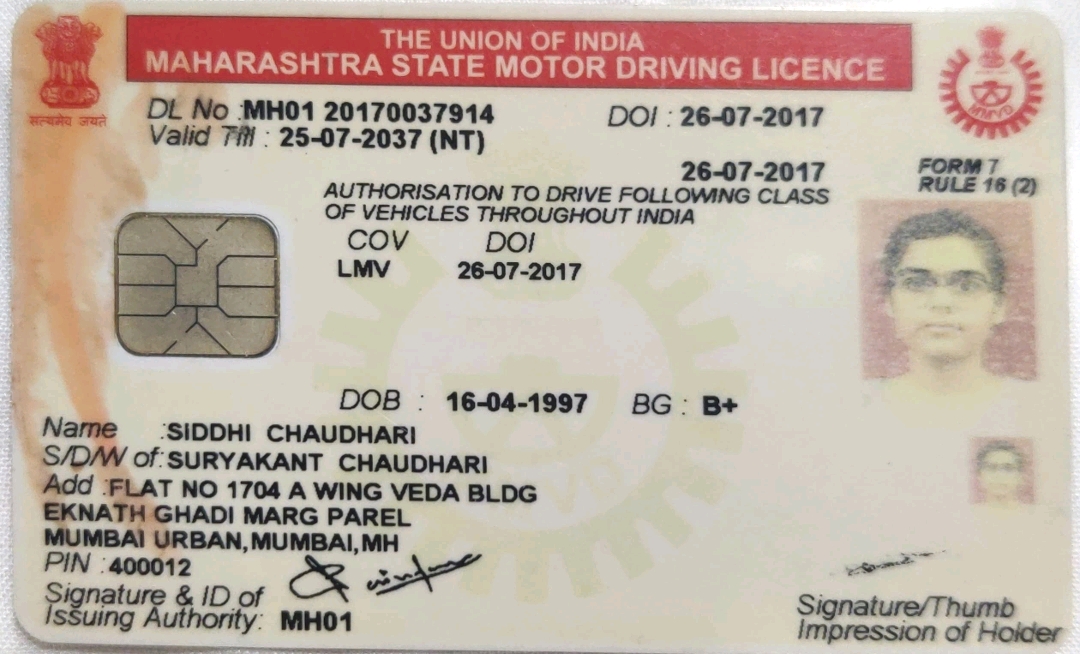 THE UNION OF INDIA
MAHARASHTRA STATE MOTOR DRIVING LICENCE
सत्यमेव जयते
MMVD
DL No : MH01 20170037914 DOI : 26-07-2017
Valid Till : 25-07-2037 (NT)
26-07-2017
FORM 7
RULE 16 (2)
AUTHORISATION TO DRIVE FOLLOWING CLASS
OF VEHICLES THROUGHOUT INDIA
COV DOI
LMV 26-07-2017
DOB : 16-04-1997 BG : B+
Name : SIDDHI CHAUDHARI
S/D/W of : SURYAKANT CHAUDHARI
Add : FLAT NO 1704 A WING VEDA BLDG
EKNATH GHADI MARG PAREL
MUMBAI URBAN,MUMBAI,MH
PIN : 400012
Signature & ID of
Issuing Authority: MH01
Signature/Thumb
Impression of Holder